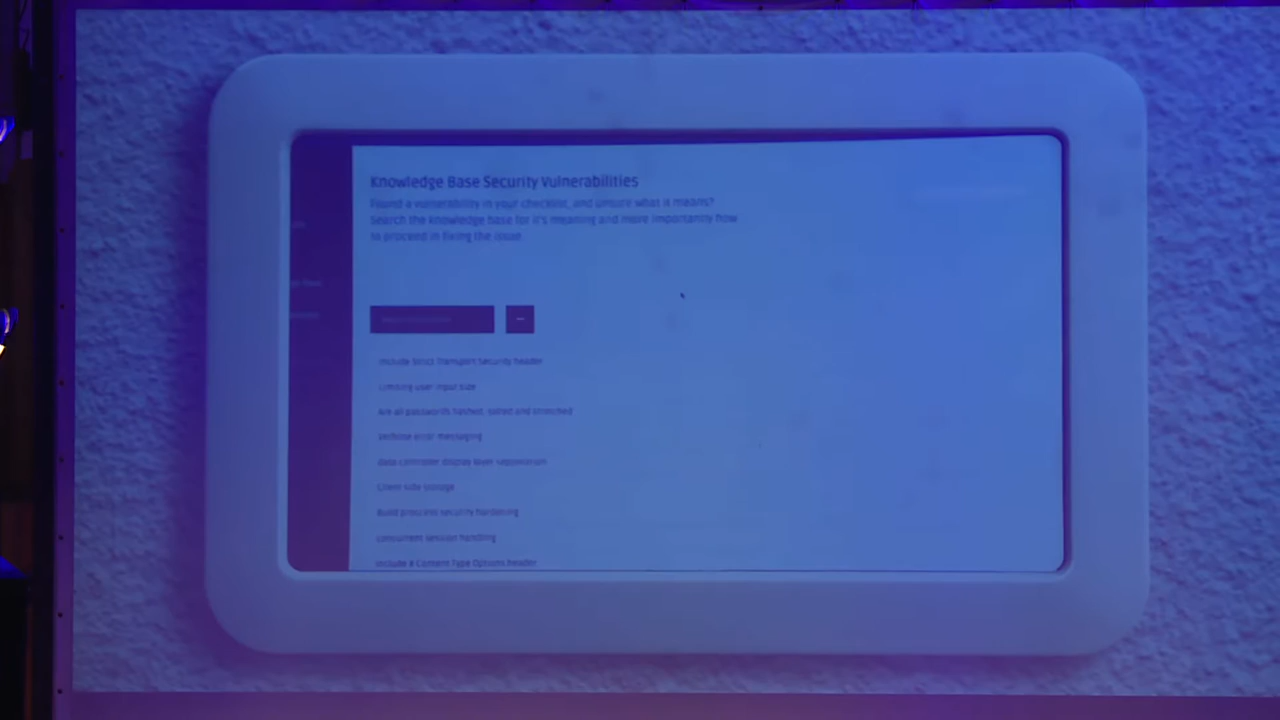 Knowledge Base Security Vulnerabilities
Found a vulnerability in your checklist, and unsure what it means?
Search the knowledge base for it's meaning and more importantly how
to proceed in fixing the issue
Include Strict Transport Security header
Limiting user input size
Are all passwords hashed, salted and stretched
Verbose error messaging
Data controller display layer separation
Client side storage
Build process security hardening
Concurrent session handling
Include X Content Type Options header